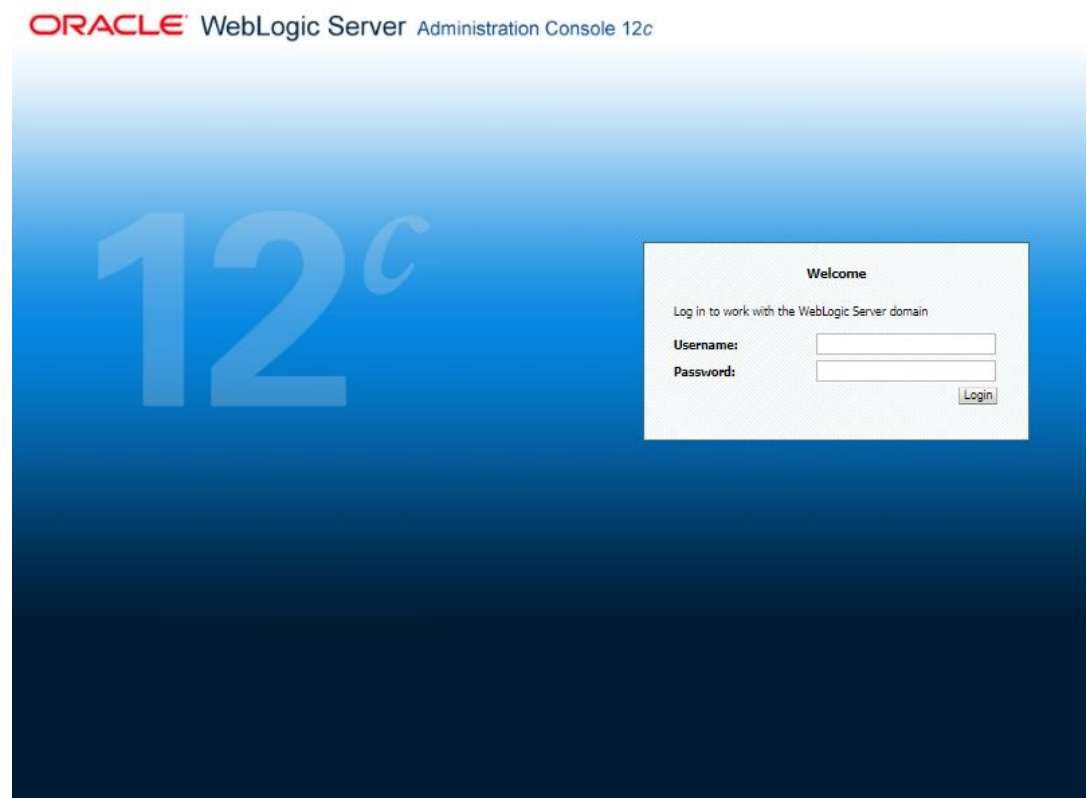 ORACLE WebLogic Server Administration Console 12c
12c
Welcome
Log in to work with the WebLogic Server domain
Username:
Password:
Login